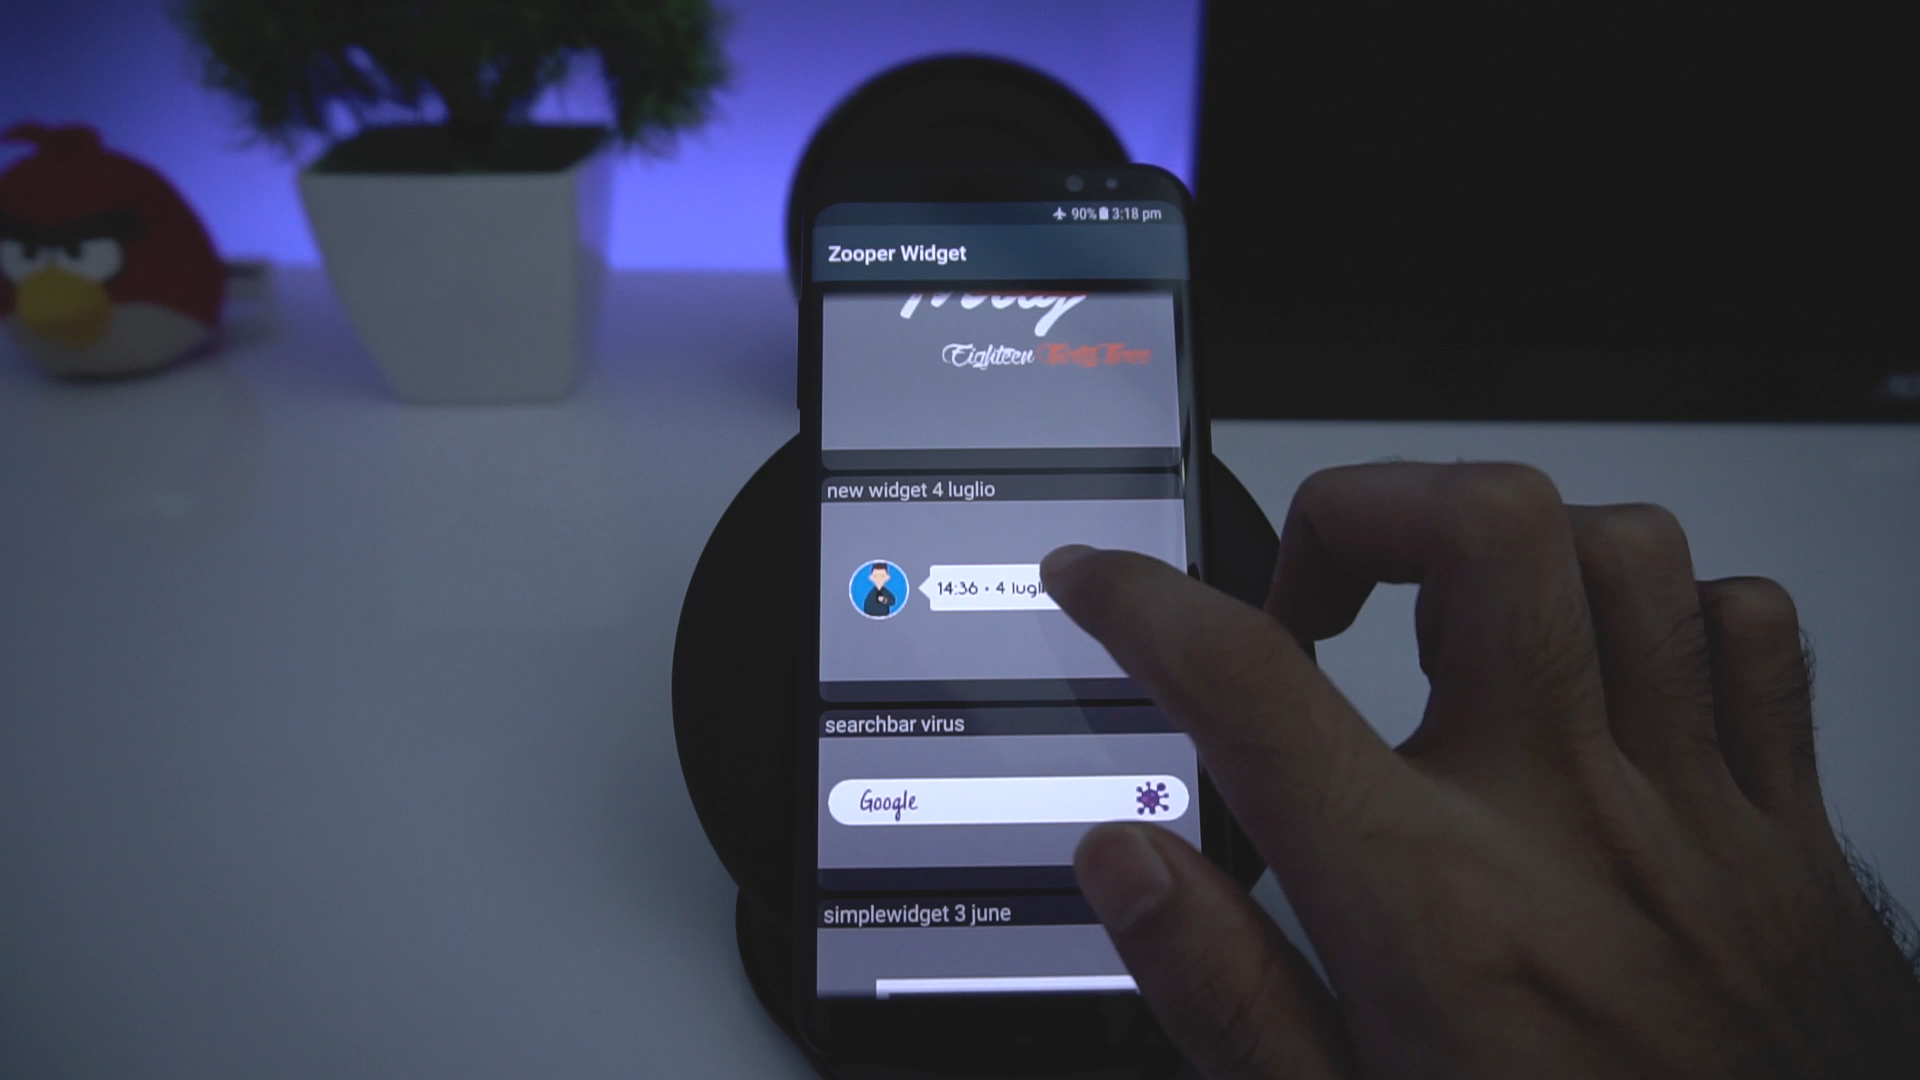 90% 3:18 pm
Zooper Widget
Eighteen
new widget 4 luglio
14:36 • 4 lugli
searchbar virus
Google
simplewidget 3 june